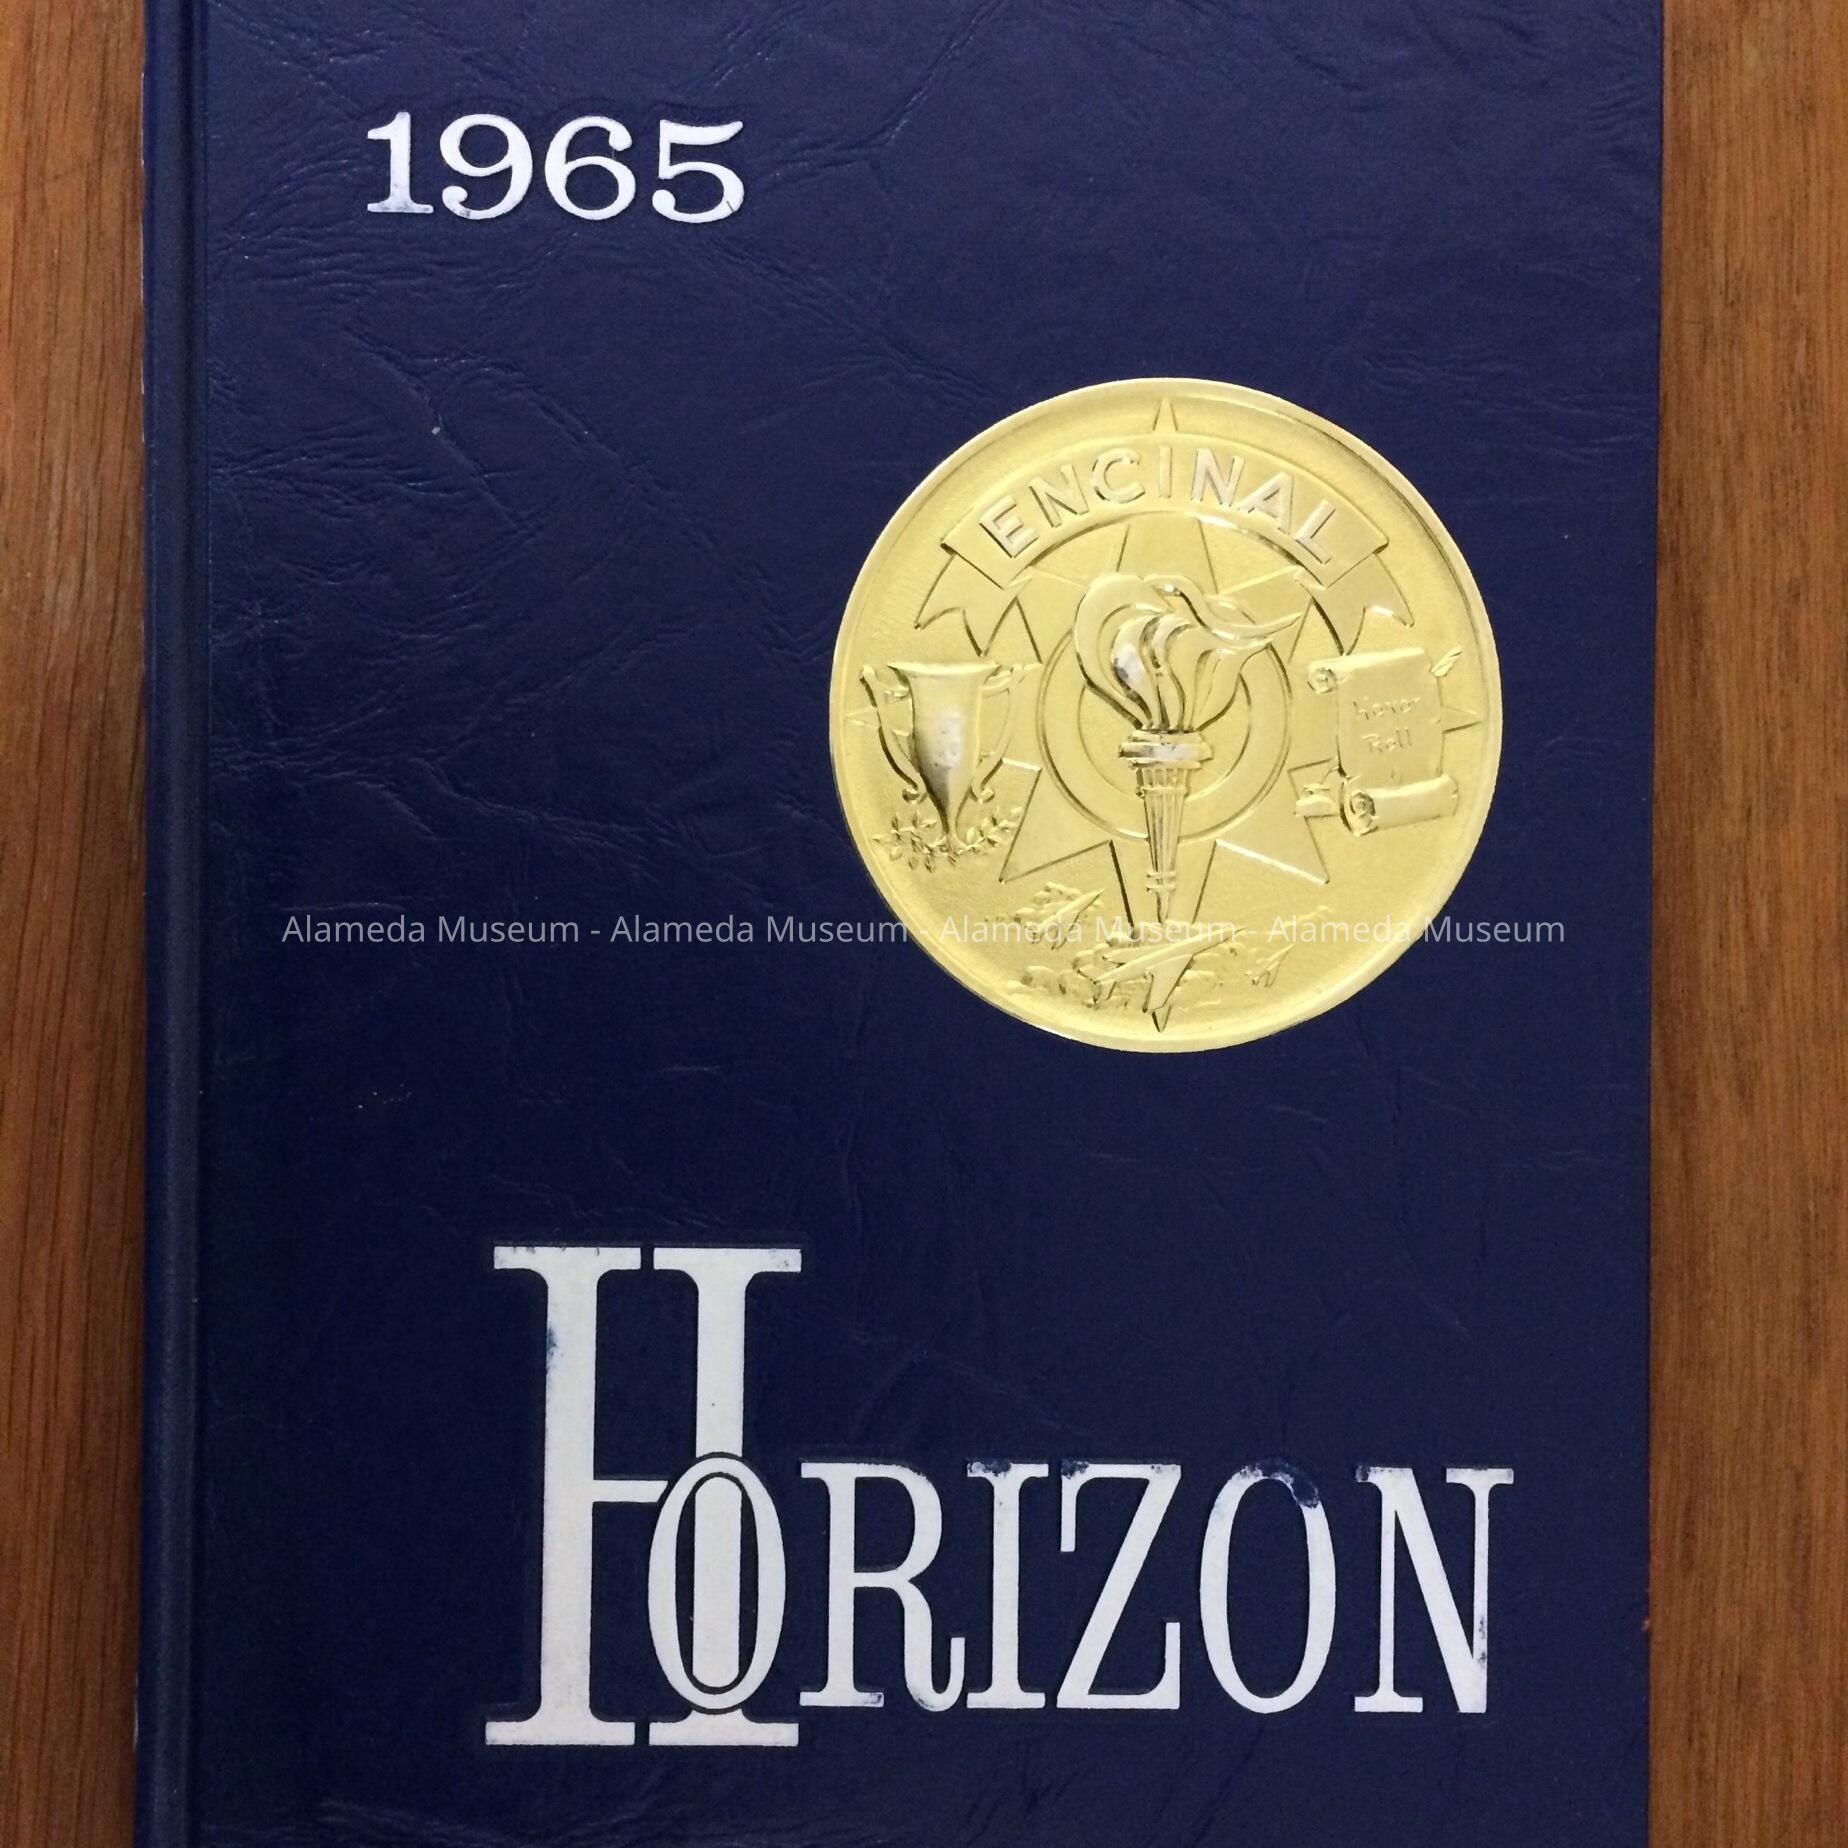 1965
ENCINAL
Honor
Roll
Alameda Museum - Alameda Museum - Alameda Museum - Alameda Museum
HORIZON